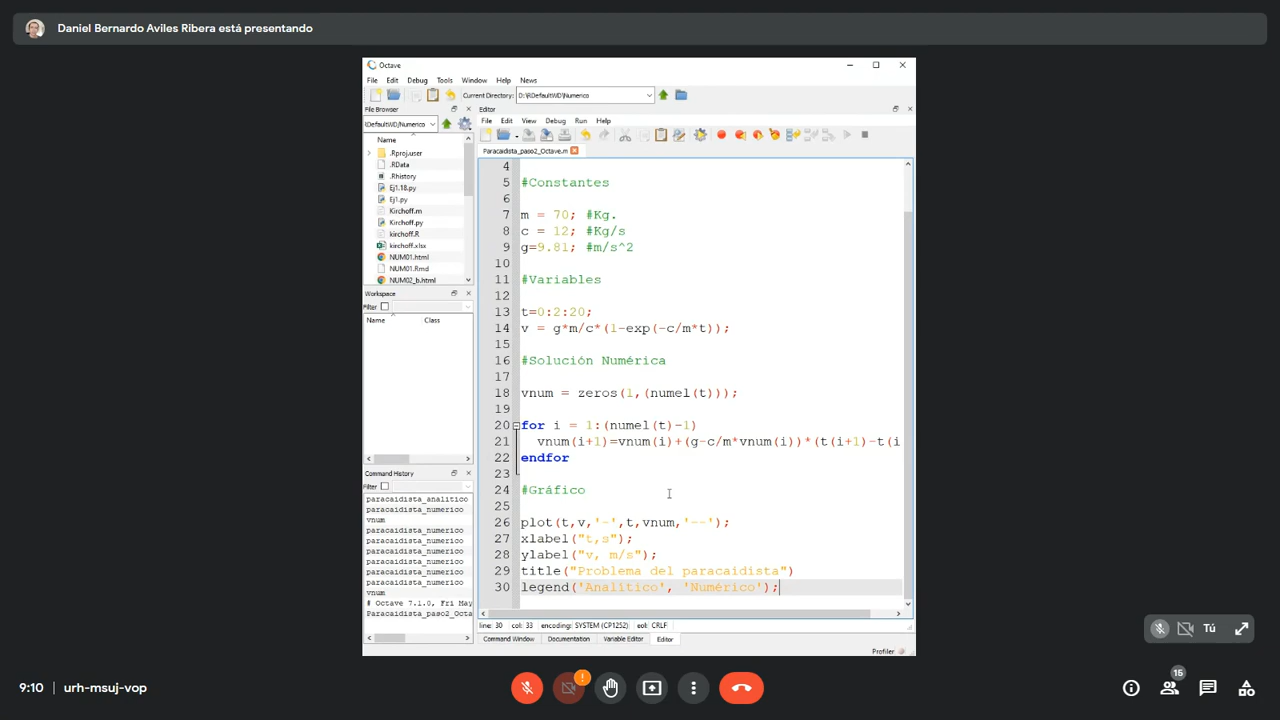 Daniel Bernardo Aviles Ribera está presentando
Octave
File Edit Debug Tools Window Help News
Current Directory: D:\RDefaultWD\Numerico
File Browser
Editor
/RDefaultWD/Numerico
File Edit View Debug Run Help
Name
Paracaidista_paso2_Octave.m
.Rproj.user
.RData
.Rhistory
Ej1.18.py
Ej1.py
Kirchoff.m
Kirchoff.py
kirchoff.R
kirchoff.xlsx
NUM01.html
NUM01.Rmd
NUM02_b.html
Workspace
Filter
Name Class
Command History
Filter
paracaidista_analitico
paracaidista_numerico
vnum
paracaidista_numerico
paracaidista_numerico
paracaidista_numerico
paracaidista_numerico
paracaidista_numerico
paracaidista_numerico
vnum
# Octave 7.1.0, Fri May
Paracaidista_paso2_Octa
4
5 #Constantes
6
7 m = 70; #Kg.
8 c = 12; #Kg/s
9 g=9.81; #m/s^2
10
11 #Variables
12
13 t=0:2:20;
14 v = g*m/c*(1-exp(-c/m*t));
15
16 #Solución Numérica
17
18 vnum = zeros(1,(numel(t)));
19
20 for i = 1:(numel(t)-1)
21 vnum(i+1)=vnum(i)+(g-c/m*vnum(i))*(t(i+1)-t(i
22 endfor
23
24 #Gráfico
25
26 plot(t,v,'-',t,vnum,'--');
27 xlabel("t,s");
28 ylabel("v, m/s");
29 title("Problema del paracaidista")
30 legend('Analítico', 'Numérico');
line: 30 col: 33 encoding: SYSTEM (CP1252) eol: CRLF
Command Window Documentation Variable Editor Editor
Profiler
Tú
9:10 urh-msuj-vop
15